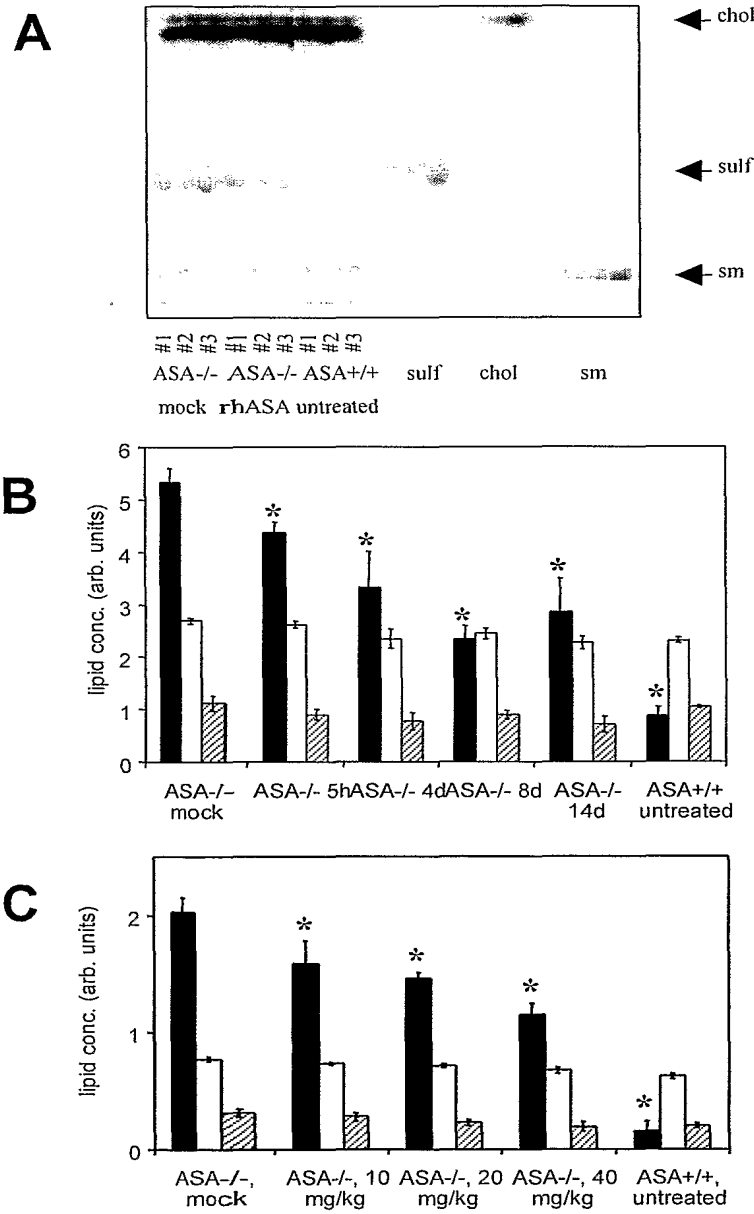 A
chol
sulf
sm
#1 #2 #3 #1 #2 #3 #1 #2 #3
ASA-/- ASA-/- ASA+/+ sulf chol sm
mock rhASA untreated
B
lipid conc. (arb. units)
6
5
4
3
2
1
0
* * * * *
ASA-/- ASA-/- 5h ASA-/- 4d ASA-/- 8d ASA-/- ASA+/+
mock 14d untreated
C
lipid conc. (arb. units)
2
1
0
* * * *
ASA-/-, ASA-/-, 10 ASA-/-, 20 ASA-/-, 40 ASA+/+,
mock mg/kg mg/kg mg/kg untreated